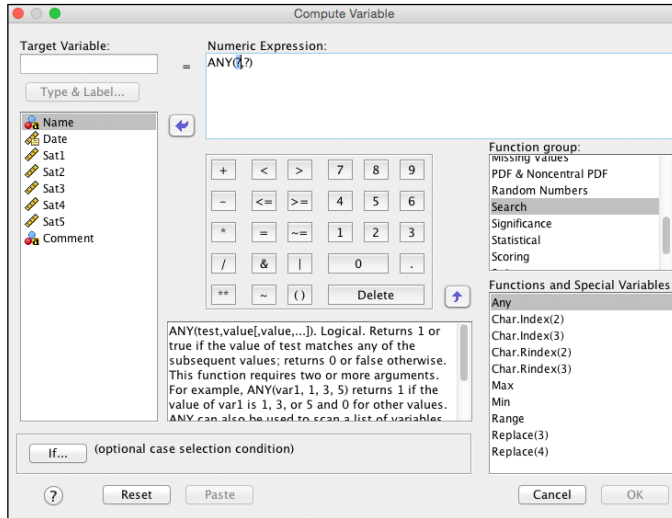 Compute Variable
Target Variable:
Numeric Expression:
=
ANY(?,?)
Type & Label...
Name
Date
Sat1
Sat2
Sat3
Sat4
Sat5
Comment
+ < > 7 8 9
- <= >= 4 5 6
* = ~= 1 2 3
/ & | 0 .
** ~ () Delete
Function group:
Missing Values
PDF & Noncentral PDF
Random Numbers
Search
Significance
Statistical
Scoring
Functions and Special Variables
Any
Char.Index(2)
Char.Index(3)
Char.Rindex(2)
Char.Rindex(3)
Max
Min
Range
Replace(3)
Replace(4)
ANY(test,value[,value,...]). Logical. Returns 1 or
true if the value of test matches any of the
subsequent values; returns 0 or false otherwise.
This function requires two or more arguments.
For example, ANY(var1, 1, 3, 5) returns 1 if the
value of var1 is 1, 3, or 5 and 0 for other values.
ANY can also be used to scan a list of variables
If... (optional case selection condition)
? Reset Paste Cancel OK